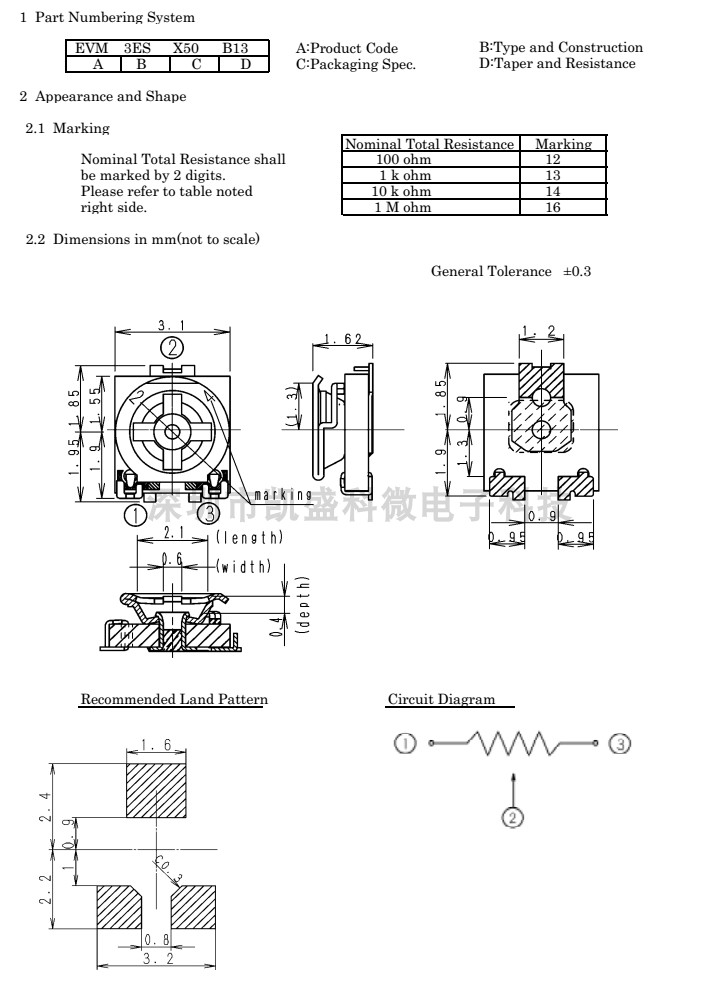 1 Part Numbering System
EVM 3ES X50 B13
A B C D
A:Product Code B:Type and Construction
C:Packaging Spec. D:Taper and Resistance
2 Appearance and Shape
2.1 Marking
Nominal Total Resistance shall
be marked by 2 digits.
Please refer to table noted
right side.
Nominal Total Resistance Marking
100 ohm 12
1 k ohm 13
10 k ohm 14
1 M ohm 16
2.2 Dimensions in mm(not to scale)
General Tolerance ±0.3
3.1
②
1.85
1.55
1.95
1.9
2
4
①
③
marking
1.62
(1.3)
1.2
1.85
0.9
1.9
1.3
0.9
0.95
0.95
深圳市凯盛科微电子科技
2.1 (length)
0.6 (width)
0.4 (depth)
Recommended Land Pattern
1.6
2.4
0.9
1
2.2
C0.3
0.8
3.2
Circuit Diagram
① ③
②